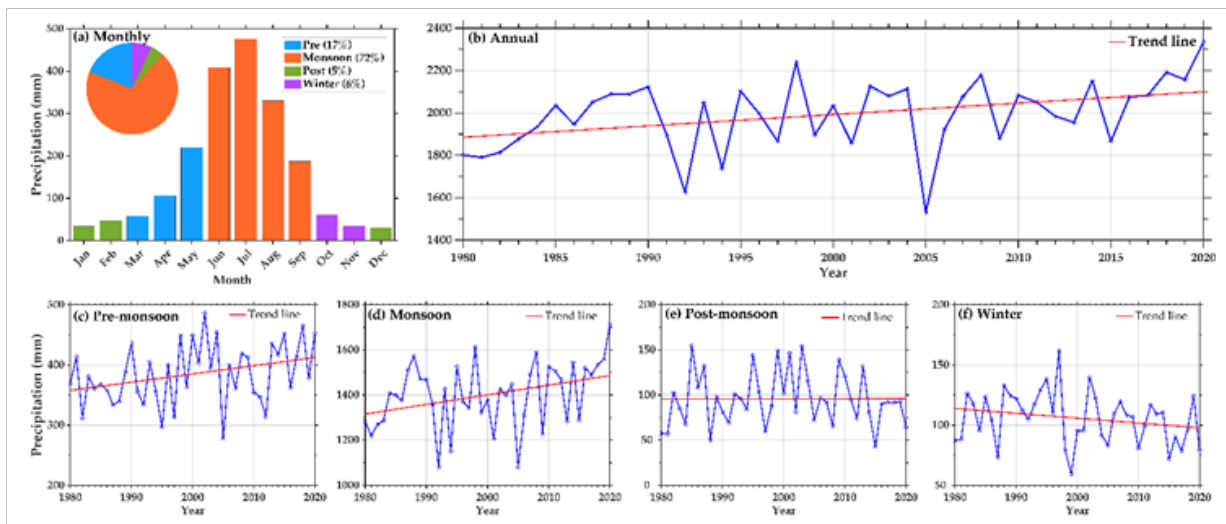 (a) Monthly
Pre (17%)
Monsoon (72%)
Post (5%)
Winter (6%)
500
400
300
200
100
0
Precipitation (mm)
Jan Feb Mar Apr May Jun Jul Aug Sep Oct Nov Dec
Month
(b) Annual
Trend line
2400
2200
2000
1800
1600
1400
1980 1985 1990 1995 2000 2005 2010 2015 2020
Year
(c) Pre-monsoon
Trend line
500
400
300
200
Precipitation (mm)
1980 1990 2000 2010 2020
Year
(d) Monsoon
Trend line
1800
1600
1400
1200
1000
1980 1990 2000 2010 2020
Year
(e) Post-monsoon
Trend line
200
150
100
50
0
1980 1990 2000 2010 2020
Year
(f) Winter
Trend line
200
150
100
50
1980 1990 2000 2010 2020
Year